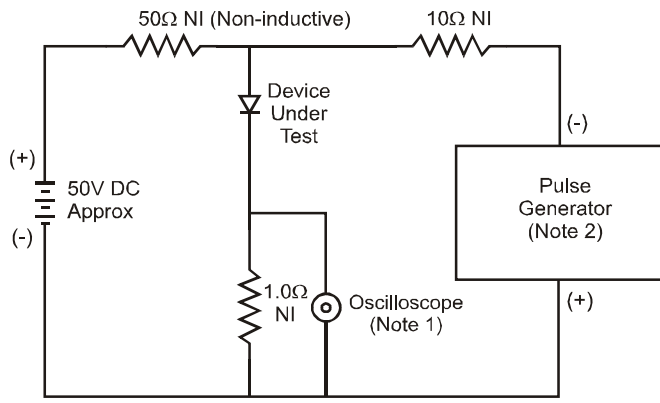 50Ω NI (Non-inductive)
10Ω NI
Device
Under
Test
(+)
50V DC
Approx
(-)
(-)
Pulse
Generator
(Note 2)
(+)
1.0Ω
NI
Oscilloscope
(Note 1)